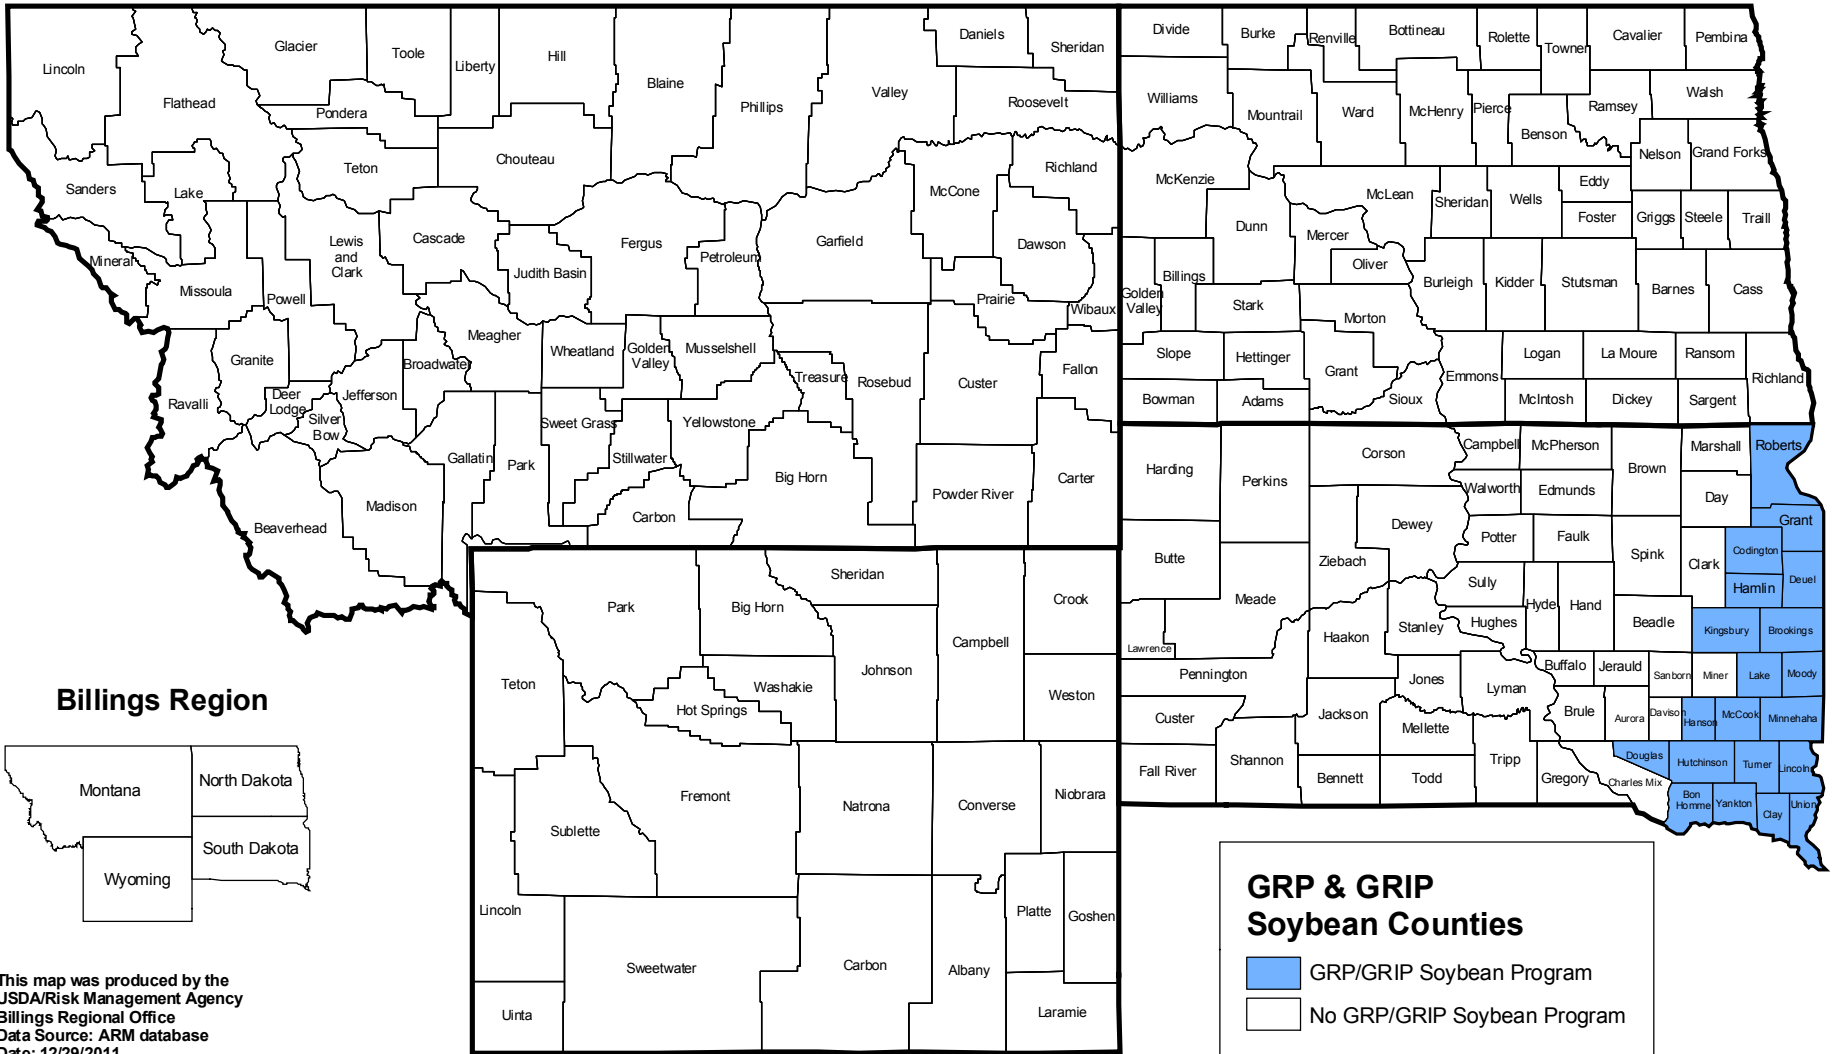 Lincoln
Flathead
Glacier
Toole
Liberty
Hill
Blaine
Phillips
Valley
Daniels
Sheridan
Roosevelt
Pondera
Teton
Chouteau
Richland
McCone
Sanders
Lake
Lewis
and
Clark
Cascade
Judith Basin
Fergus
Petroleum
Garfield
Dawson
Mineral
Missoula
Powell
Prairie
Wibaux
Meagher
Wheatland
Golden
Valley
Musselshell
Granite
Broadwater
Treasure
Rosebud
Custer
Fallon
Ravalli
Deer
Lodge
Jefferson
Silver
Bow
Sweet Grass
Yellowstone
Gallatin
Park
Stillwater
Big Horn
Powder River
Carter
Madison
Beaverhead
Carbon
Divide
Burke
Renville
Bottineau
Rolette
Towner
Cavalier
Pembina
Williams
Mountrail
Ward
McHenry
Pierce
Benson
Ramsey
Walsh
Nelson
Grand Forks
McKenzie
McLean
Sheridan
Wells
Eddy
Foster
Griggs
Steele
Traill
Dunn
Mercer
Oliver
Billings
Golden
Valley
Stark
Morton
Burleigh
Kidder
Stutsman
Barnes
Cass
Slope
Hettinger
Grant
Emmons
Logan
La Moure
Ransom
Richland
Bowman
Adams
Sioux
McIntosh
Dickey
Sargent
Harding
Perkins
Corson
Campbell
McPherson
Brown
Marshall
Roberts
Walworth
Edmunds
Day
Dewey
Grant
Butte
Ziebach
Potter
Faulk
Spink
Clark
Codington
Deuel
Hamlin
Meade
Sully
Hyde
Hand
Beadle
Kingsbury
Brookings
Lawrence
Haakon
Stanley
Hughes
Pennington
Jones
Lyman
Buffalo
Jerauld
Sanborn
Miner
Lake
Moody
Custer
Jackson
Mellette
Brule
Aurora
Davison
Hanson
McCook
Minnehaha
Fall River
Shannon
Bennett
Todd
Tripp
Gregory
Charles Mix
Douglas
Hutchinson
Turner
Lincoln
Bon
Homme
Yankton
Clay
Union
Park
Big Horn
Sheridan
Crook
Campbell
Johnson
Teton
Washakie
Hot Springs
Weston
Fremont
Natrona
Converse
Niobrara
Sublette
Lincoln
Platte
Goshen
Sweetwater
Carbon
Albany
Uinta
Laramie
Billings Region
Montana
North Dakota
South Dakota
Wyoming
This map was produced by the
USDA/Risk Management Agency
Billings Regional Office
Data Source: ARM database
Date: 12/29/2011
GRP & GRIP
Soybean Counties
GRP/GRIP Soybean Program
No GRP/GRIP Soybean Program